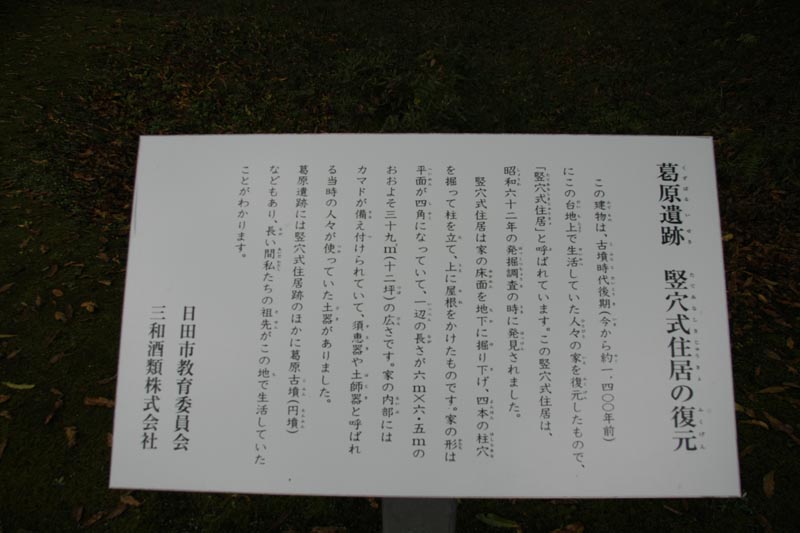 葛原遺跡　竪穴式住居の復元
この建物は、古墳時代後期(今から約一、四〇〇年前)
にこの台地上で生活していた人々の家を復元したもので、
「竪穴式住居」と呼ばれています。この竪穴式住居は、
昭和六十二年の発掘調査の時に発見されました。
竪穴式住居は家の床面を地下に掘り下げ、四本の柱穴
を掘って柱を立て、上に屋根をかけたものです。家の形は
平面が四角になっていて、一辺の長さが六m×六・五mの
おおよそ三十九㎡(十二坪)の広さです。家の内部には
カマドが備え付けられていて、須恵器や土師器と呼ばれ
る当時の人々が使っていた土器がありました。
葛原遺跡には竪穴式住居跡のほかに葛原古墳(円墳)
などもあり、長い間私たちの祖先がこの地で生活していた
ことがわかります。
日田市教育委員会
三和酒類株式会社